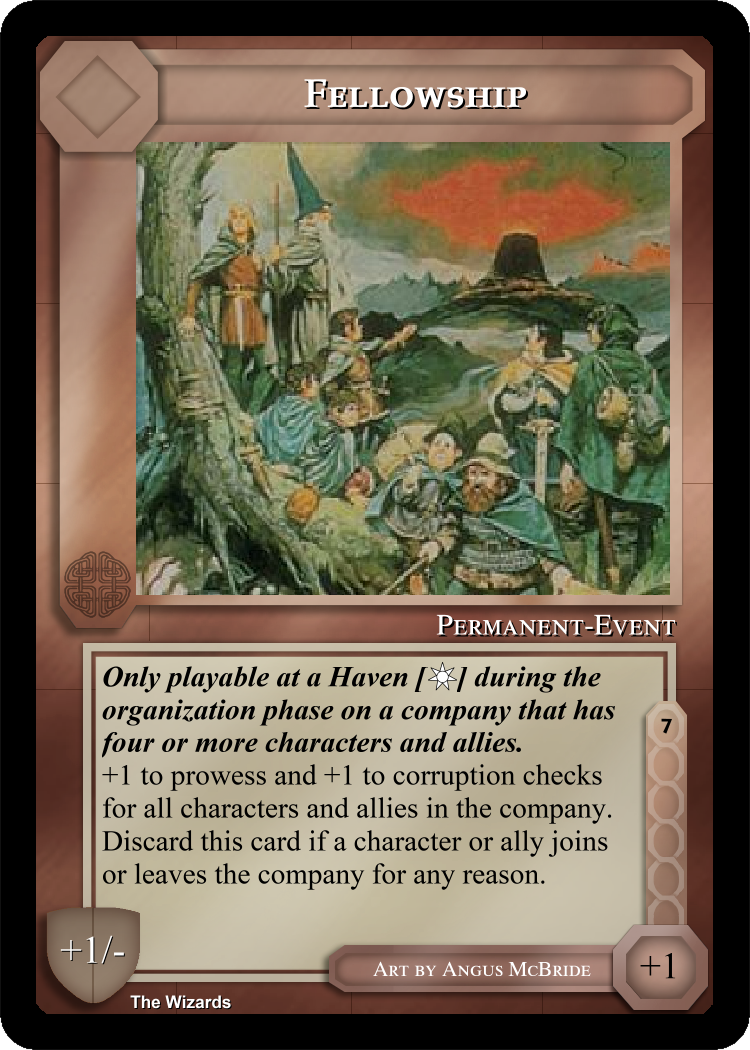 Fellowship
Permanent-Event
Only playable at a Haven [☼] during the
organization phase on a company that has
four or more characters and allies.
+1 to prowess and +1 to corruption checks
for all characters and allies in the company.
Discard this card if a character or ally joins
or leaves the company for any reason.
7
+1/-
Art by Angus McBride
+1
The Wizards